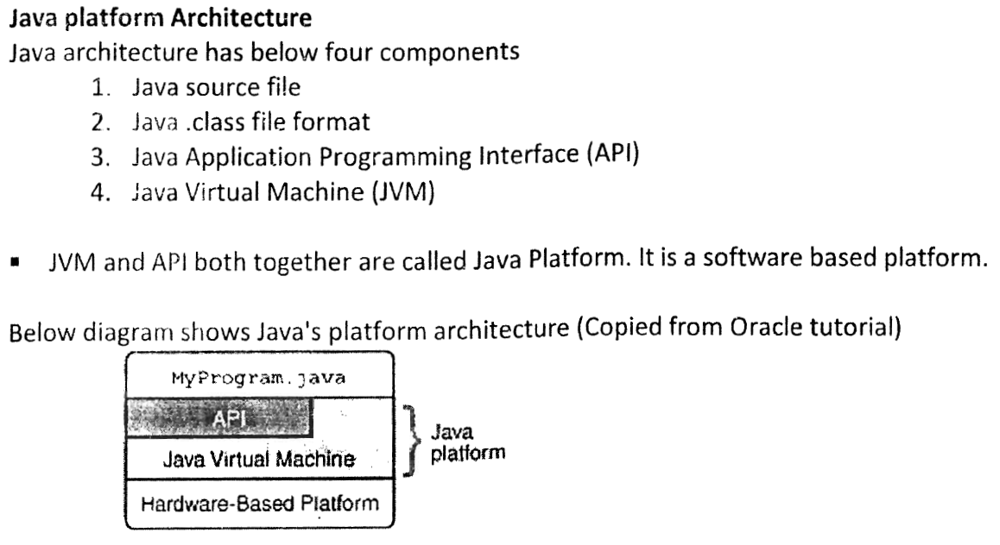 Java platform Architecture
Java architecture has below four components
1. Java source file
2. Java .class file format
3. Java Application Programming Interface (API)
4. Java Virtual Machine (JVM)
▪ JVM and API both together are called Java Platform. It is a software based platform.
Below diagram shows Java's platform architecture (Copied from Oracle tutorial)
MyProgram.java
API
Java Virtual Machine
Hardware-Based Platform
Java
platform